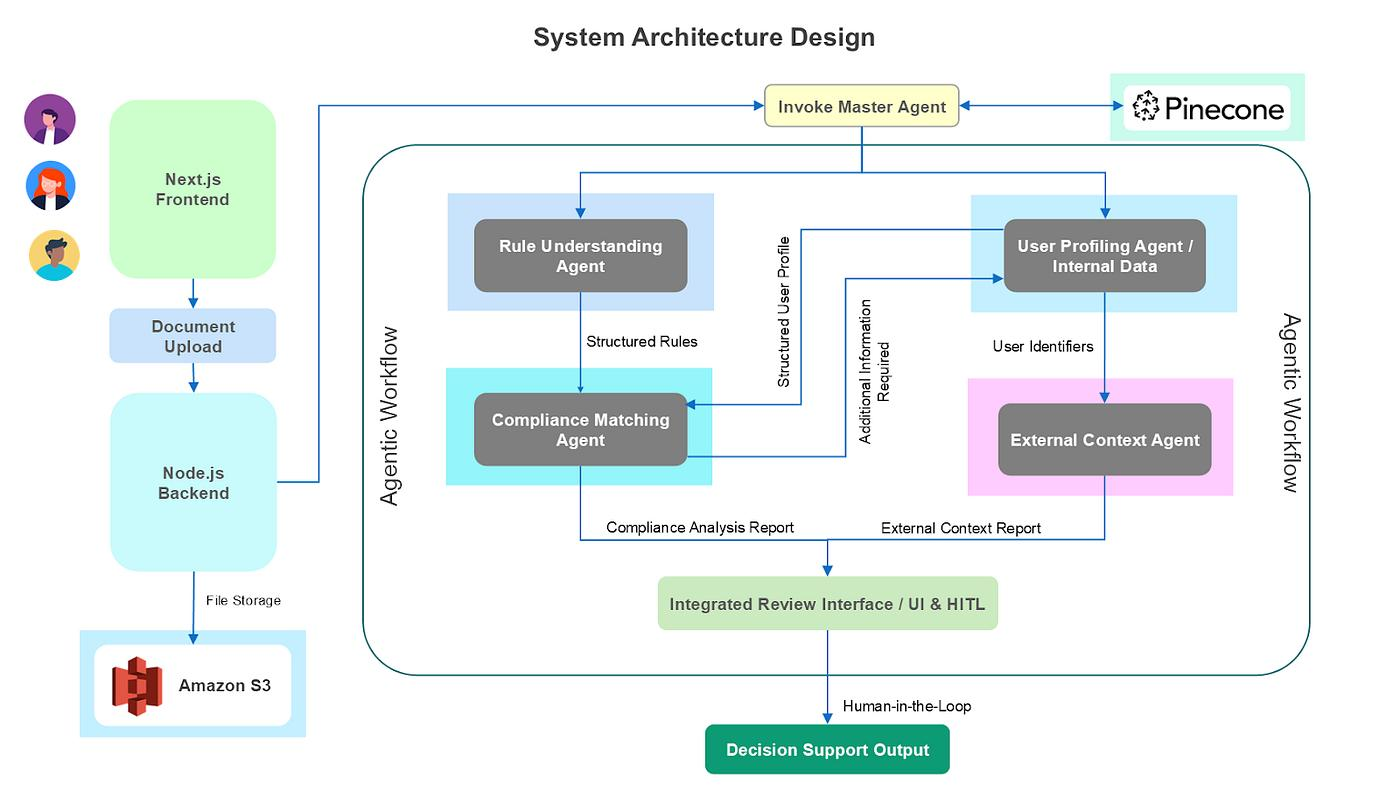 System Architecture Design
Invoke Master Agent
Pinecone
Next.js
Frontend
Rule Understanding
Agent
User Profiling Agent /
Internal Data
Structured User Profile
Document
Upload
Structured Rules
Additional Information
Required
User Identifiers
Agentic Workflow
Agentic Workflow
Compliance Matching
Agent
External Context Agent
Node.js
Backend
Compliance Analysis Report
External Context Report
File Storage
Integrated Review Interface / UI & HITL
Amazon S3
Human-in-the-Loop
Decision Support Output